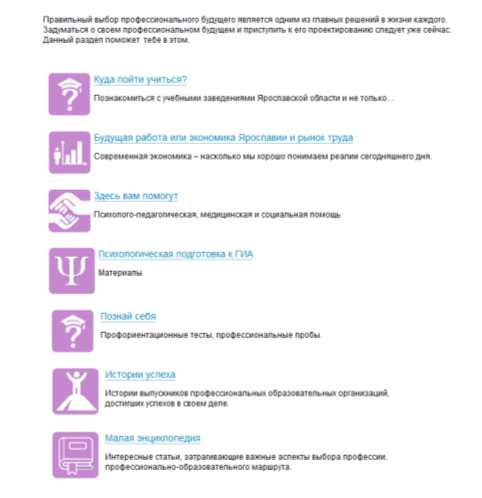 Правильный выбор профессионального будущего является одним из главных решений в жизни каждого.
Задуматься о своем профессиональном будущем и приступить к его проектированию следует уже сейчас.
Данный раздел поможет тебе в этом.
Куда пойти учиться?
Познакомиться с учебными заведениями Ярославской области и не только...
Будущая работа или экономика Ярославии и рынок труда
Современная экономика – насколько мы хорошо понимаем реалии сегодняшнего дня.
Здесь вам помогут
Психолого-педагогическая, медицинская и социальная помощь
Психологическая подготовка к ГИА
Материалы
Познай себя
Профориентационные тесты, профессиональные пробы.
Истории успеха
Истории выпускников профессиональных образовательных организаций,
достигших успехов в своем деле.
Малая энциклопедия
Интересные статьи, затрагивающие важные аспекты выбора профессии,
профессионально-образовательного маршрута.